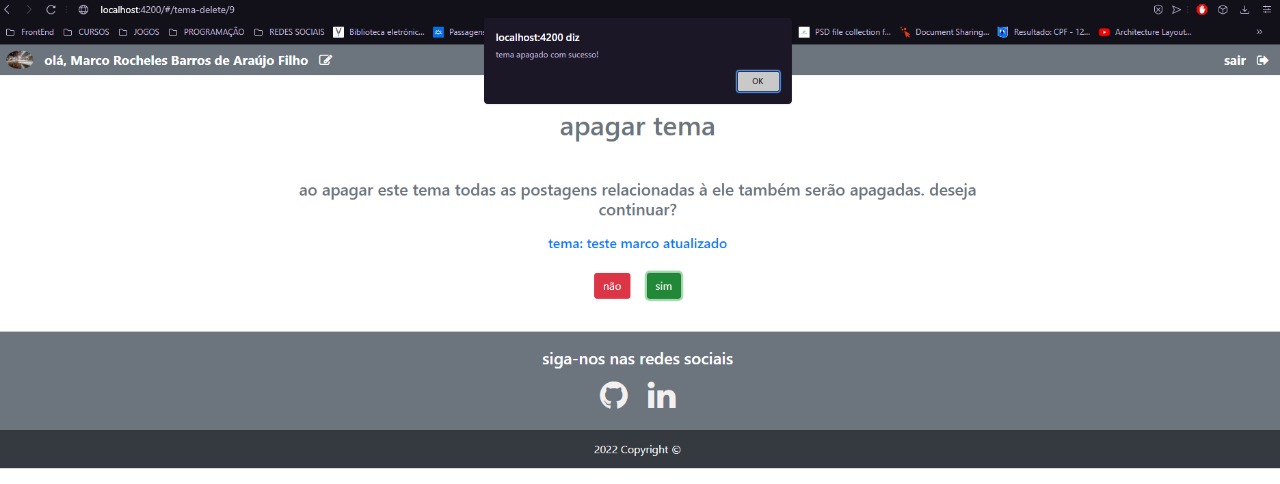 localhost:4200/#/tema-delete/9
FrontEnd CURSOS JOGOS PROGRAMAÇÃO REDES SOCIAIS Biblioteca eletrônic... Passagens PSD file collection f... Document Sharing... Resultado: CPF - 12... Architecture Layout... »
localhost:4200 diz
tema apagado com sucesso!
OK
olá, Marco Rocheles Barros de Araújo Filho
sair
apagar tema
ao apagar este tema todas as postagens relacionadas à ele também serão apagadas. deseja
continuar?
tema: teste marco atualizado
não sim
siga-nos nas redes sociais
in
2022 Copyright ©